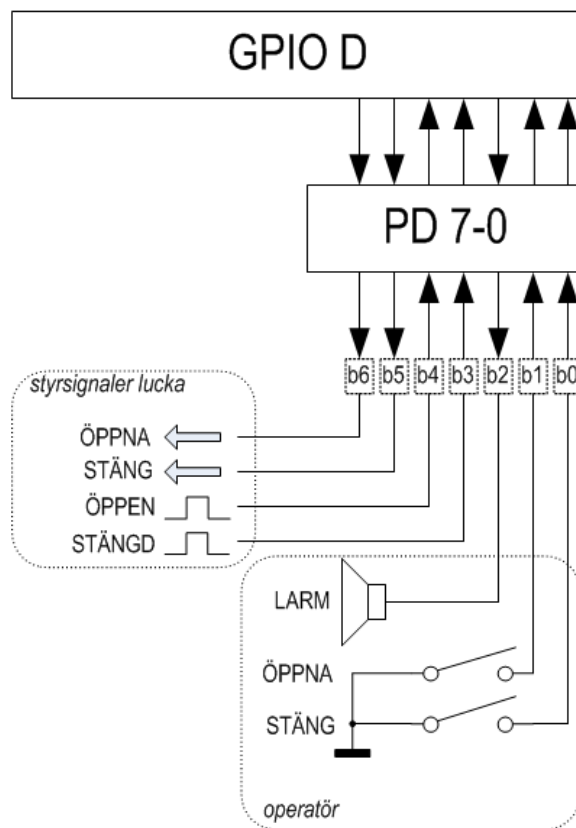 GPIO D
PD 7-0
b6 b5 b4 b3 b2 b1 b0
styrsignaler lucka
ÖPPNA
STÄNG
ÖPPEN
STÄNGD
LARM
ÖPPNA
STÄNG
operatör